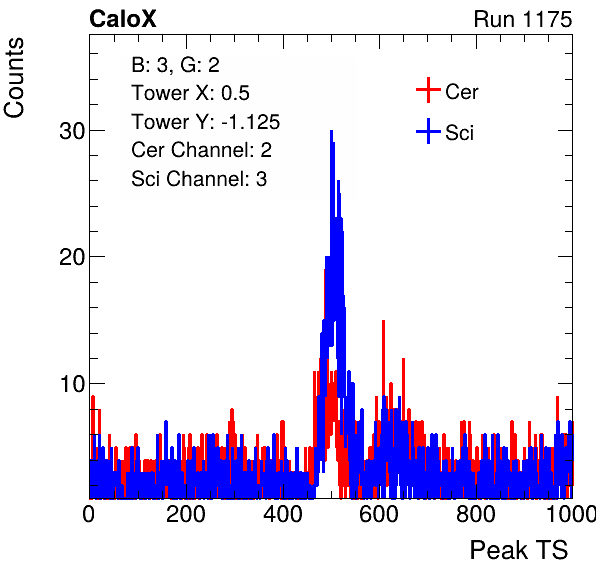 CaloX Run 1175
Counts
B: 3, G: 2
Tower X: 0.5
Tower Y: -1.125
Cer Channel: 2
Sci Channel: 3
Cer
Sci
30
20
10
0 200 400 600 800 1000
Peak TS